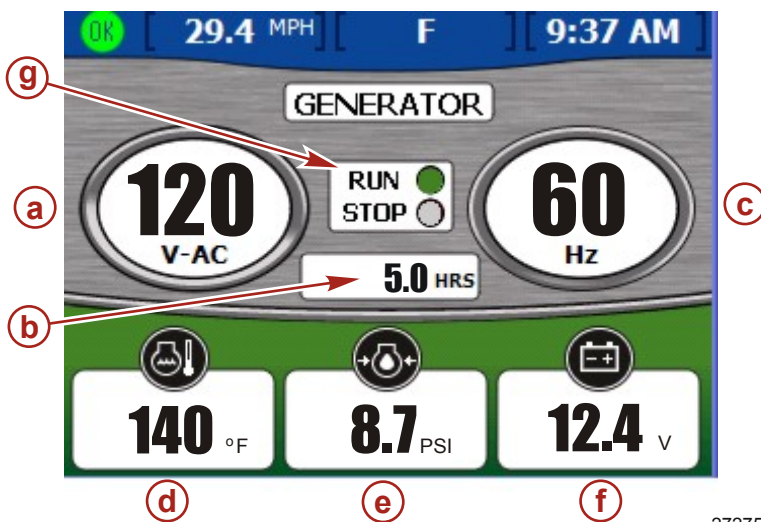 OK 29.4 MPH F 9:37 AM
g
GENERATOR
RUN
STOP
a 120 60 c
V-AC Hz
5.0 HRS
b
140 °F 8.7 PSI 12.4 V
d e f